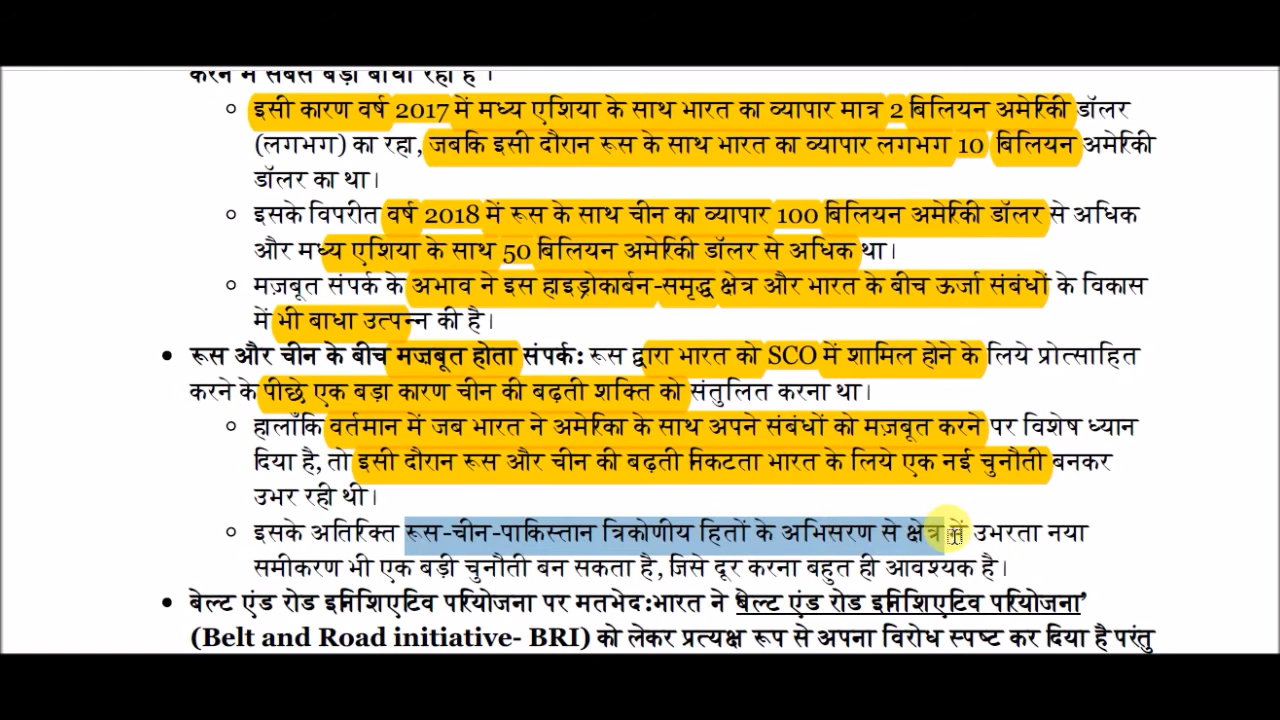 करने में सबसे बड़ी बाधा रही है ।
इसी कारण वर्ष 2017 में मध्य एशिया के साथ भारत का व्यापार मात्र 2 बिलियन अमेरिकी डॉलर
(लगभग) का रहा, जबकि इसी दौरान रूस के साथ भारत का व्यापार लगभग 10 बिलियन अमेरिकी
डॉलर का था।
इसके विपरीत वर्ष 2018 में रूस के साथ चीन का व्यापार 100 बिलियन अमेरिकी डॉलर से अधिक
और मध्य एशिया के साथ 50 बिलियन अमेरिकी डॉलर से अधिक था।
मज़बूत संपर्क के अभाव ने इस हाइड्रोकार्बन-समृद्ध क्षेत्र और भारत के बीच ऊर्जा संबंधों के विकास
में भी बाधा उत्पन्न की है।
रूस और चीन के बीच मजबूत होता संपर्क: रूस द्वारा भारत को SCO में शामिल होने के लिये प्रोत्साहित
करने के पीछे एक बड़ा कारण चीन की बढ़ती शक्ति को संतुलित करना था।
हालाँकि वर्तमान में जब भारत ने अमेरिका के साथ अपने संबंधों को मज़बूत करने पर विशेष ध्यान
दिया है, तो इसी दौरान रूस और चीन की बढ़ती निकटता भारत के लिये एक नई चुनौती बनकर
उभर रही थी।
इसके अतिरिक्त रूस-चीन-पाकिस्तान त्रिकोणीय हितों के अभिसरण से क्षेत्र में उभरता नया
समीकरण भी एक बड़ी चुनौती बन सकता है, जिसे दूर करना बहुत ही आवश्यक है।
बेल्ट एंड रोड इनिशिएटिव परियोजना पर मतभेद:भारत ने बेल्ट एंड रोड इनिशिएटिव परियोजना’
(Belt and Road initiative- BRI) को लेकर प्रत्यक्ष रूप से अपना विरोध स्पष्ट कर दिया है परंतु